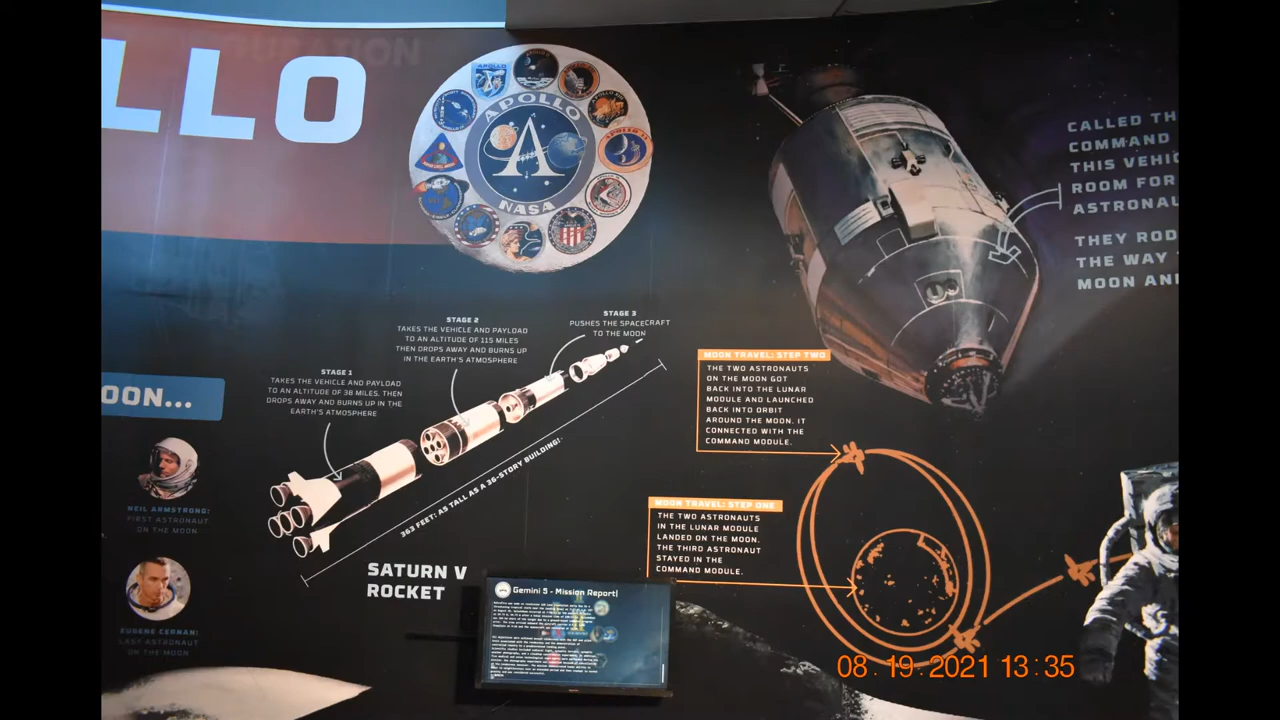 LLO
APOLLO
NASA
CALLED TH
COMMAND
THIS VEHIC
ROOM FOR
ASTRONAU
THEY ROD
THE WAY
MOON AN
STAGE 3
PUSHES THE SPACECRAFT
TO THE MOON
STAGE 2
TAKES THE VEHICLE AND PAYLOAD
TO AN ALTITUDE OF 115 MILES
THEN DROPS AWAY AND BURNS UP
IN THE EARTH'S ATMOSPHERE
STAGE 1
TAKES THE VEHICLE AND PAYLOAD
TO AN ALTITUDE OF 38 MILES. THEN
DROPS AWAY AND BURNS UP IN THE
EARTH'S ATMOSPHERE
363 FEET: AS TALL AS A 36-STORY BUILDING!
SATURN V
ROCKET
OON...
NEIL ARMSTRONG:
FIRST ASTRONAUT
ON THE MOON
EUGENE CERNAN:
LAST ASTRONAUT
ON THE MOON
MOON TRAVEL: STEP TWO
THE TWO ASTRONAUTS
ON THE MOON GOT
BACK INTO THE LUNAR
MODULE AND LAUNCHED
BACK INTO ORBIT
AROUND THE MOON. IT
CONNECTED WITH THE
COMMAND MODULE.
MOON TRAVEL: STEP ONE
THE TWO ASTRONAUTS
IN THE LUNAR MODULE
LANDED ON THE MOON.
THE THIRD ASTRONAUT
STAYED IN THE
COMMAND MODULE.
Gemini 5 - Mission Report|
08.19.2021 13:35